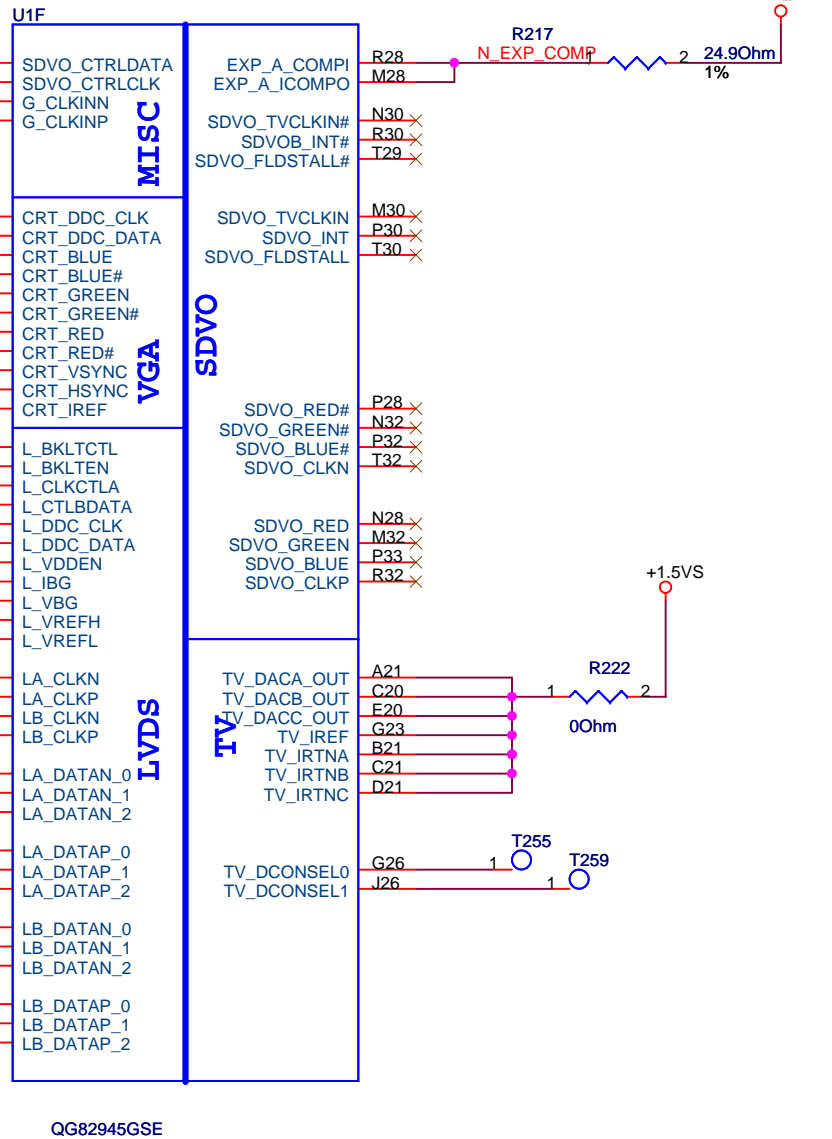 U1F
SDVO_CTRLDATA
SDVO_CTRLCLK
G_CLKINN
G_CLKINP
MISC
CRT_DDC_CLK
CRT_DDC_DATA
CRT_BLUE
CRT_BLUE#
CRT_GREEN
CRT_GREEN#
CRT_RED
CRT_RED#
CRT_VSYNC
CRT_HSYNC
CRT_IREF
VGA
L_BKLTCTL
L_BKLTEN
L_CLKCTLA
L_CTLBDATA
L_DDC_CLK
L_DDC_DATA
L_VDDEN
L_IBG
L_VBG
L_VREFH
L_VREFL
LA_CLKN
LA_CLKP
LB_CLKN
LB_CLKP
LVDS
LA_DATAN_0
LA_DATAN_1
LA_DATAN_2
LA_DATAP_0
LA_DATAP_1
LA_DATAP_2
LB_DATAN_0
LB_DATAN_1
LB_DATAN_2
LB_DATAP_0
LB_DATAP_1
LB_DATAP_2
EXP_A_COMPI R28
EXP_A_ICOMPO M28
SDVO_TVCLKIN# N30
SDVOB_INT# R30
SDVO_FLDSTALL# T29
SDVO_TVCLKIN M30
SDVO_INT P30
SDVO_FLDSTALL T30
SDVO
SDVO_RED# P28
SDVO_GREEN# N32
SDVO_BLUE# P32
SDVO_CLKN T32
SDVO_RED N28
SDVO_GREEN M32
SDVO_BLUE P33
SDVO_CLKP R32
TV_DACA_OUT A21
TV_DACB_OUT C20
TV_DACC_OUT E20
TV_IREF G23
TV_IRTNA B21
TV_IRTNB C21
TV_IRTNC D21
TV
TV_DCONSEL0 G26
TV_DCONSEL1 J26
R217
N_EXP_COMP 1 2 24.9Ohm
1%
+1.5VS
R222
1 2
0Ohm
1 T255
1 T259
QG82945GSE